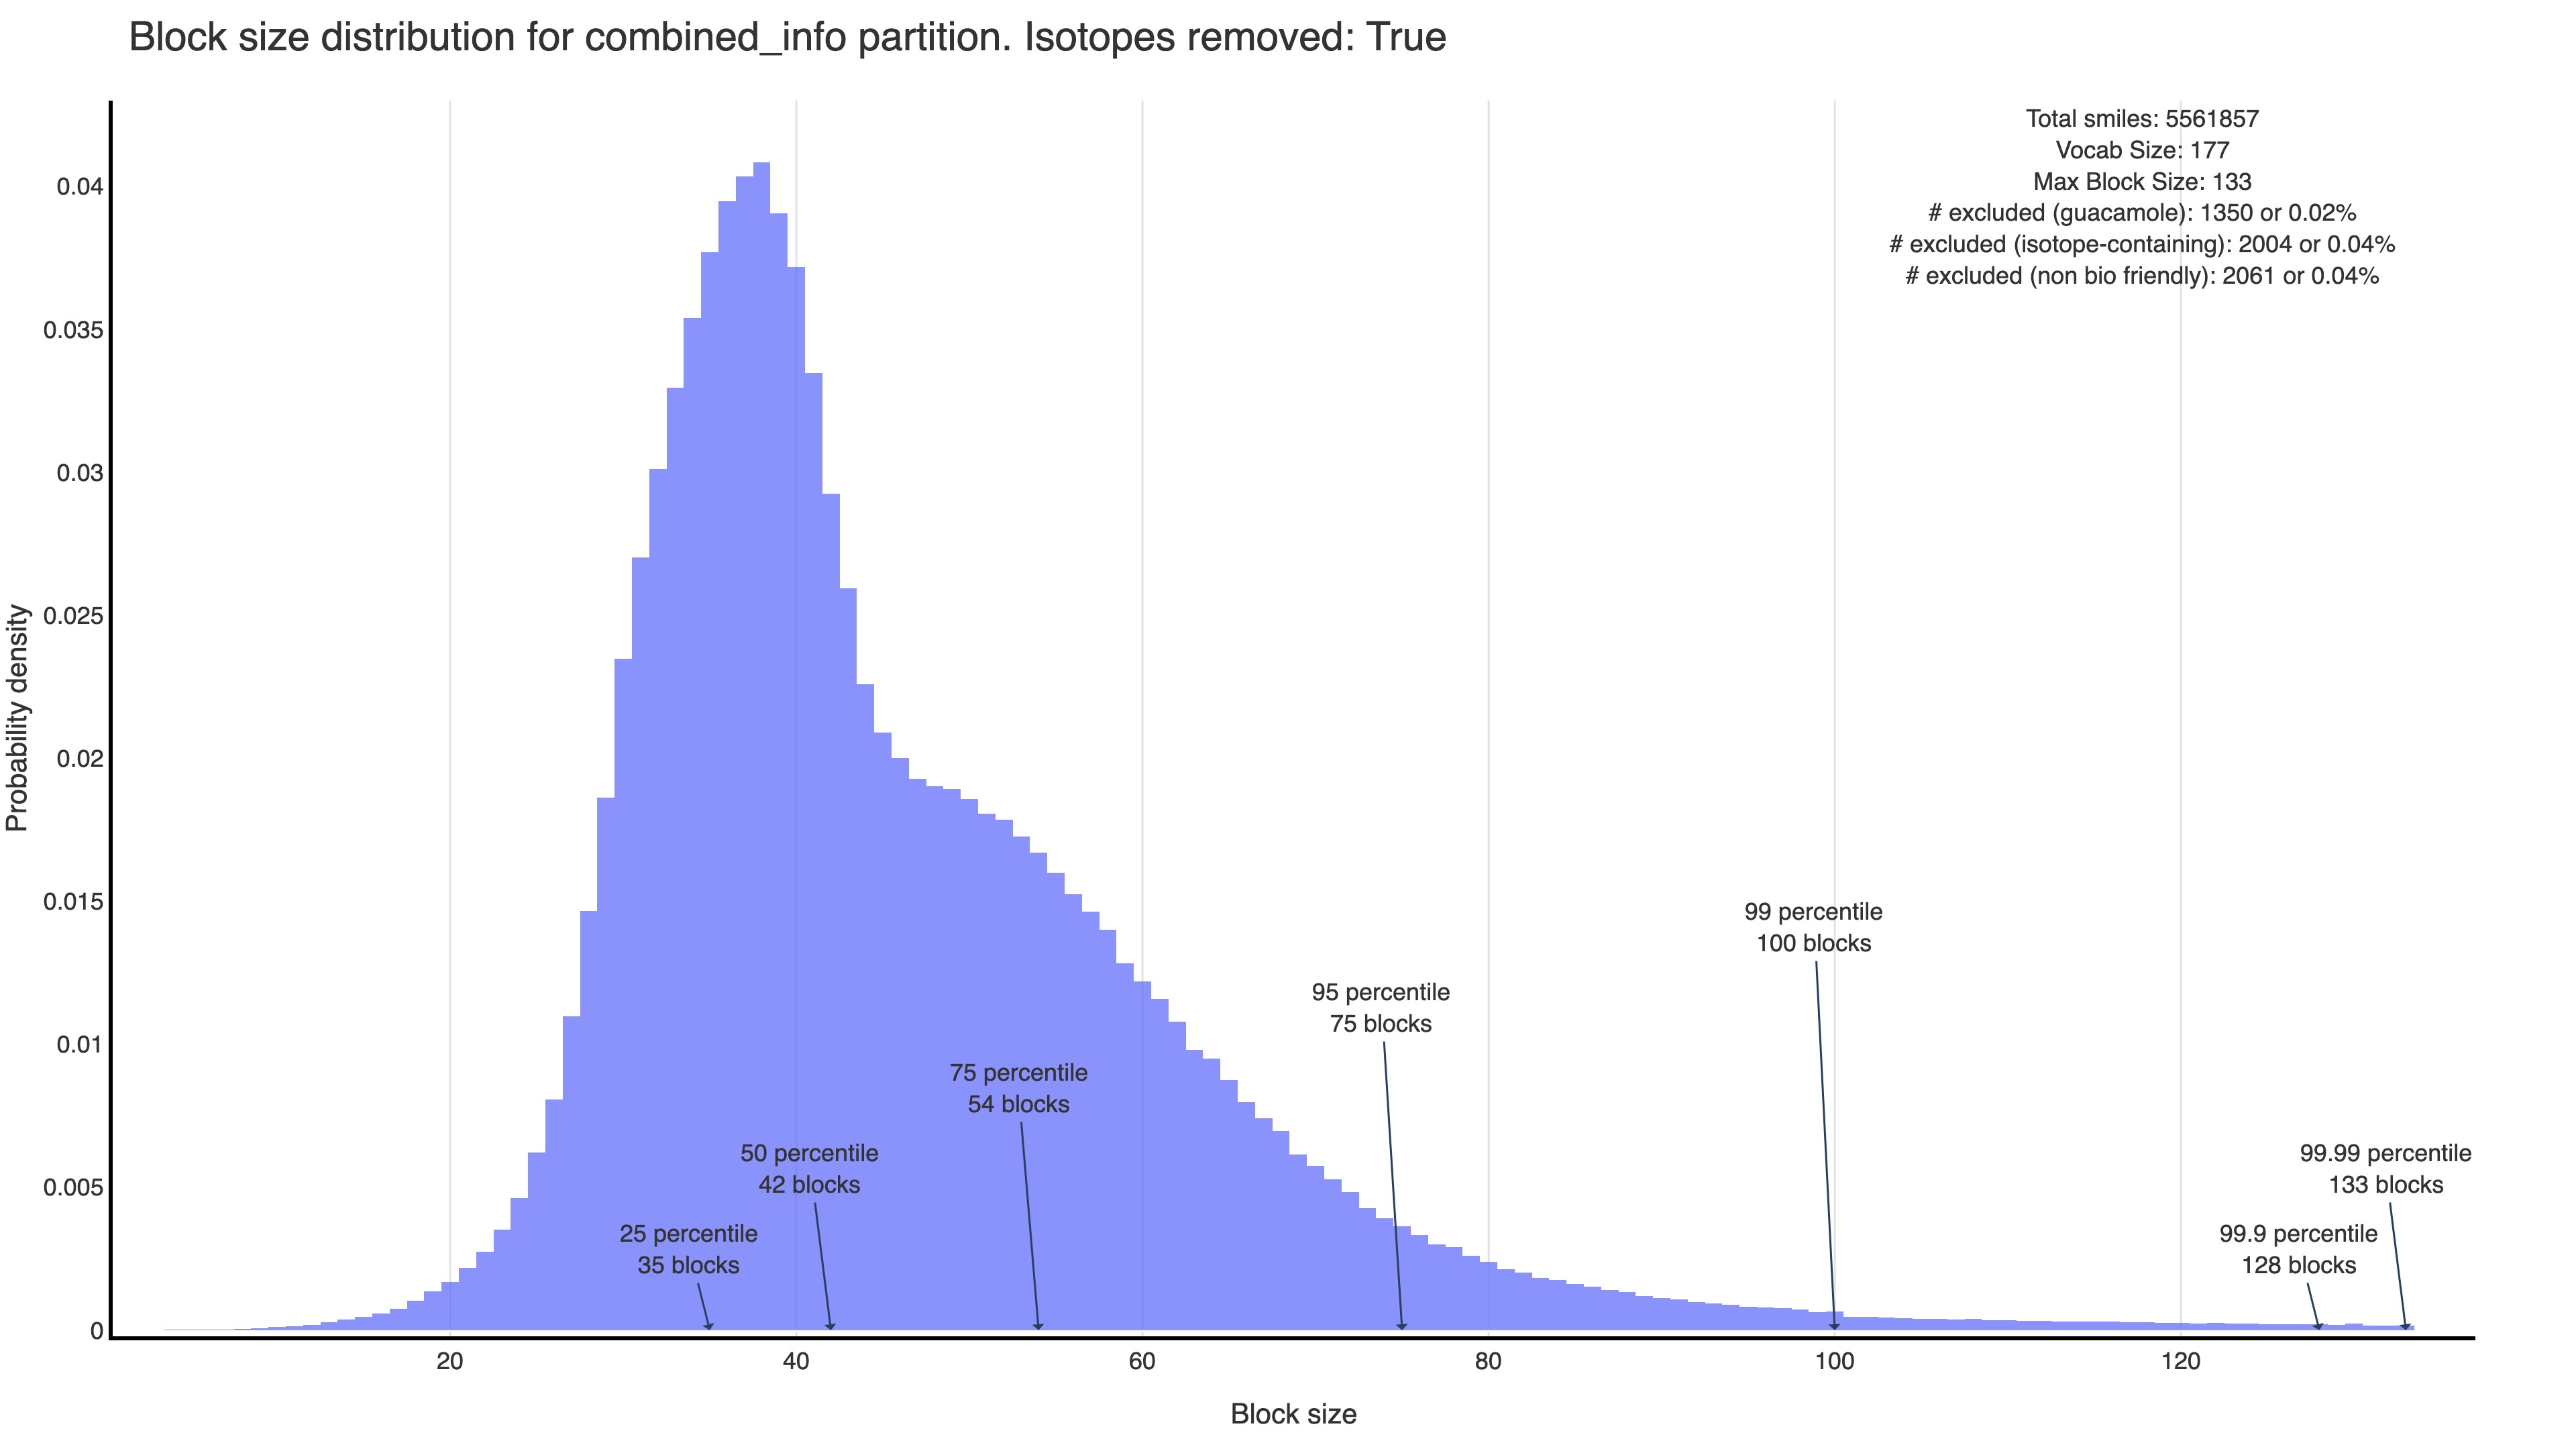 Block size distribution for combined_info partition. Isotopes removed: True
Total smiles: 5561857
Vocab Size: 177
Max Block Size: 133
# excluded (guacamole): 1350 or 0.02%
# excluded (isotope-containing): 2004 or 0.04%
# excluded (non bio friendly): 2061 or 0.04%
Probability density
0.04
0.035
0.03
0.025
0.02
0.015
0.01
0.005
0
99 percentile
100 blocks
95 percentile
75 blocks
75 percentile
54 blocks
50 percentile
42 blocks
99.99 percentile
133 blocks
25 percentile
35 blocks
99.9 percentile
128 blocks
20
40
60
80
100
120
Block size